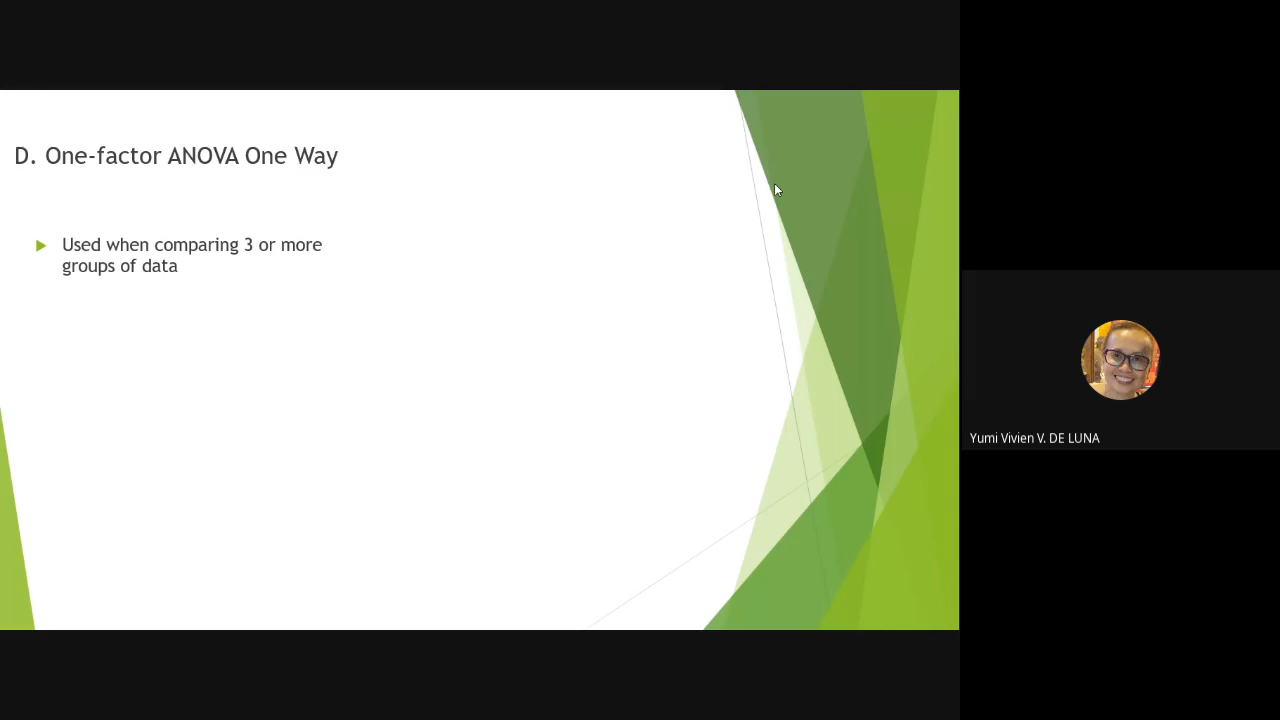 D. One-factor ANOVA One Way
Used when comparing 3 or more
groups of data
Yumi Vivien V. DE LUNA